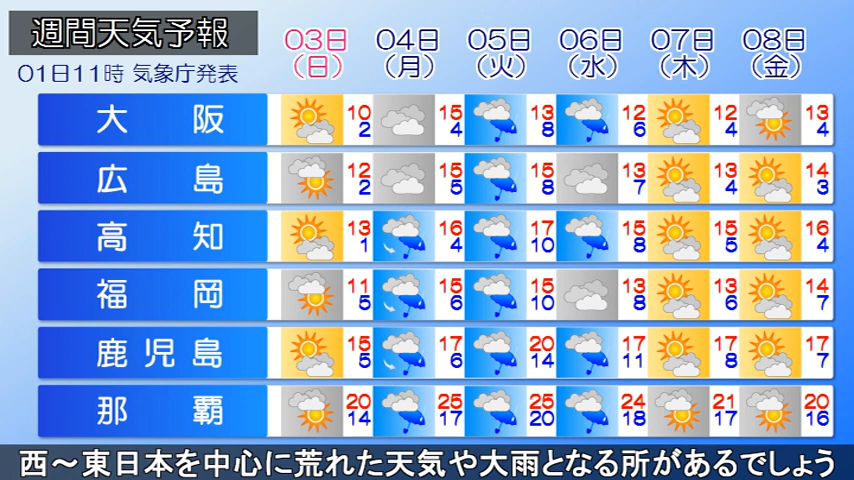 週間天気予報
01日11時 気象庁発表
03日 04日 05日 06日 07日 08日
(日) (月) (火) (水) (木) (金)
大阪 10 2 15 4 13 8 12 6 12 4 13 4
広島 12 2 15 5 15 8 13 7 13 4 14 3
高知 13 1 16 4 17 10 15 8 15 5 16 4
福岡 11 5 15 6 15 10 13 8 13 6 14 7
鹿児島 15 5 17 6 20 14 17 11 17 8 17 7
那覇 20 14 25 17 25 20 24 18 21 17 20 16
西～東日本を中心に荒れた天気や大雨となる所があるでしょう